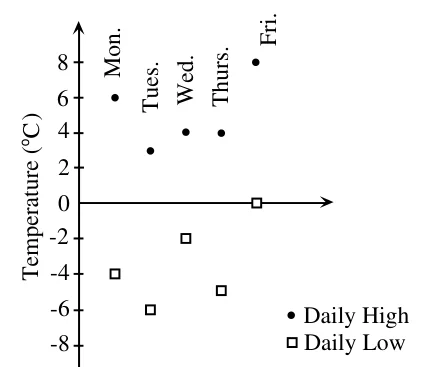 Mon.
Tues.
Wed.
Thurs.
Fri.
Temperature (°C)
8
6
4
2
0
-2
-4
-6
-8
Daily High
Daily Low